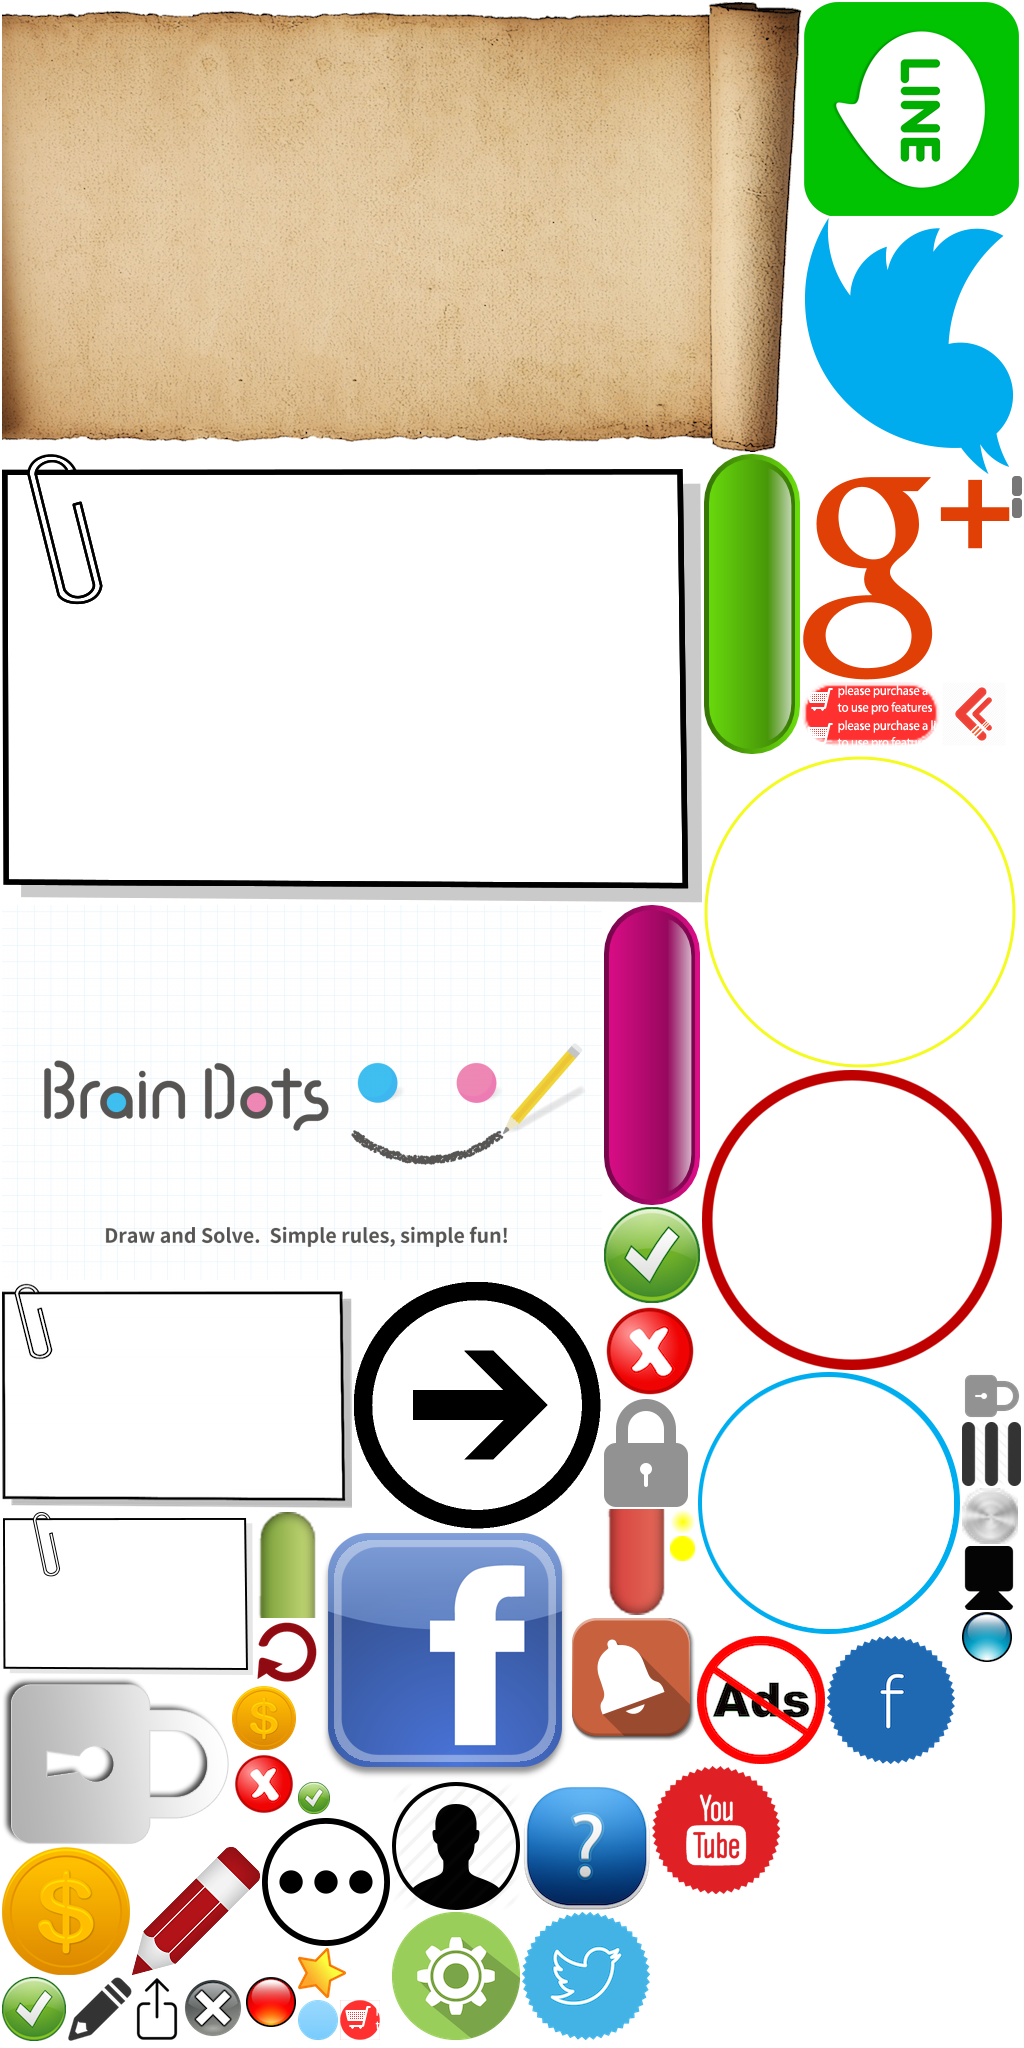 LINE
g+
please purchase a
to use pro features
please purchase a l
to use pro featu
Brain Dots
Draw and Solve. Simple rules, simple fun!
f
Ads
f
$
?
You
Tube
$